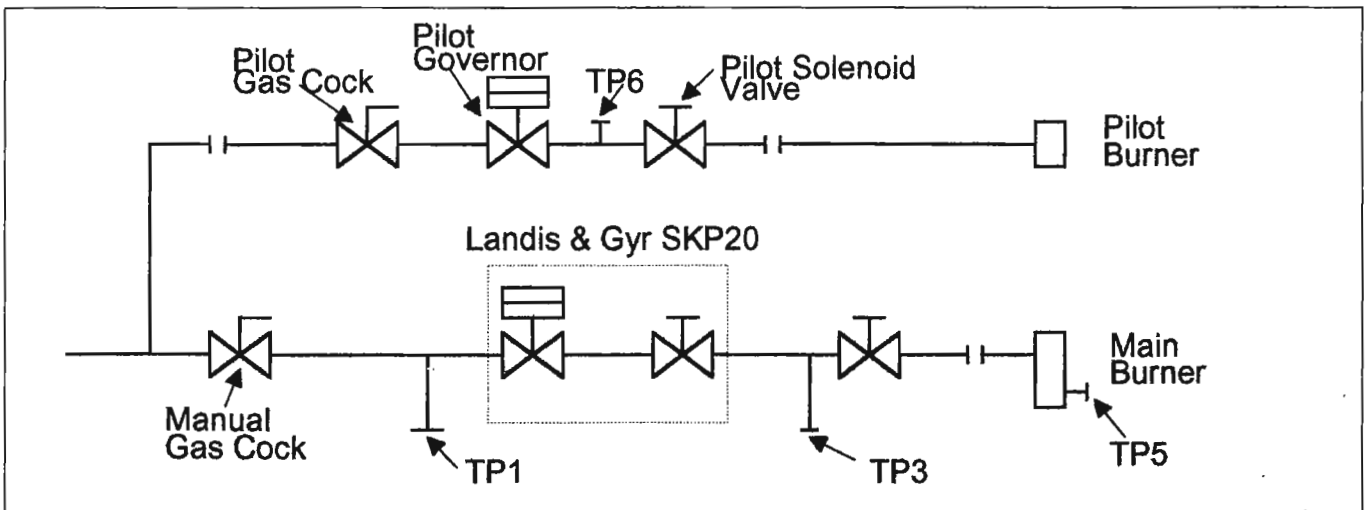 Pilot
Gas Cock
Pilot
Governor
TP6
Pilot Solenoid
Valve
Pilot
Burner
Landis & Gyr SKP20
Manual
Gas Cock
TP1
TP3
Main
Burner
TP5